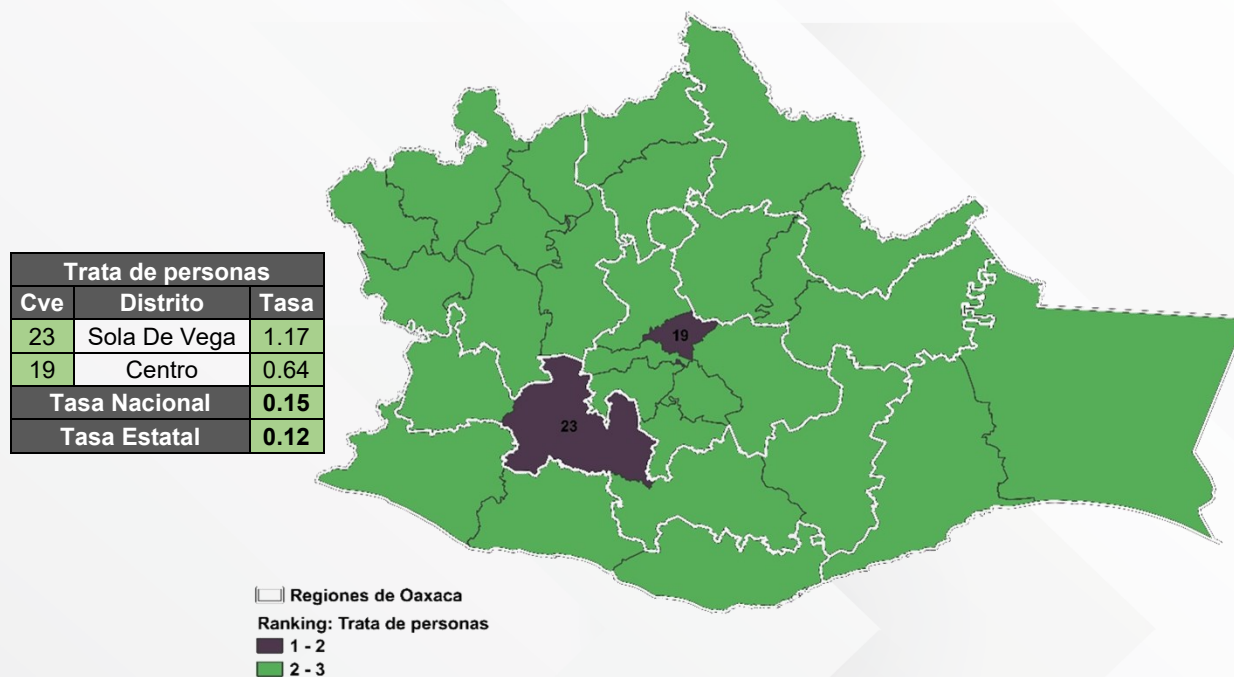 Trata de personas
Cve Distrito Tasa
23 Sola De Vega 1.17
19 Centro 0.64
Tasa Nacional 0.15
Tasa Estatal 0.12
19
23
Regiones de Oaxaca
Ranking: Trata de personas
1 - 2
2 - 3